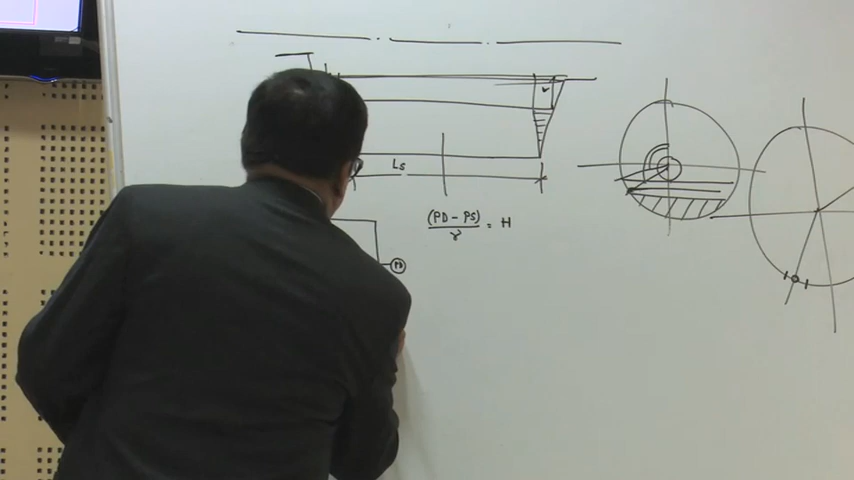 Ls
(PD - PS)
γ
= H
PD